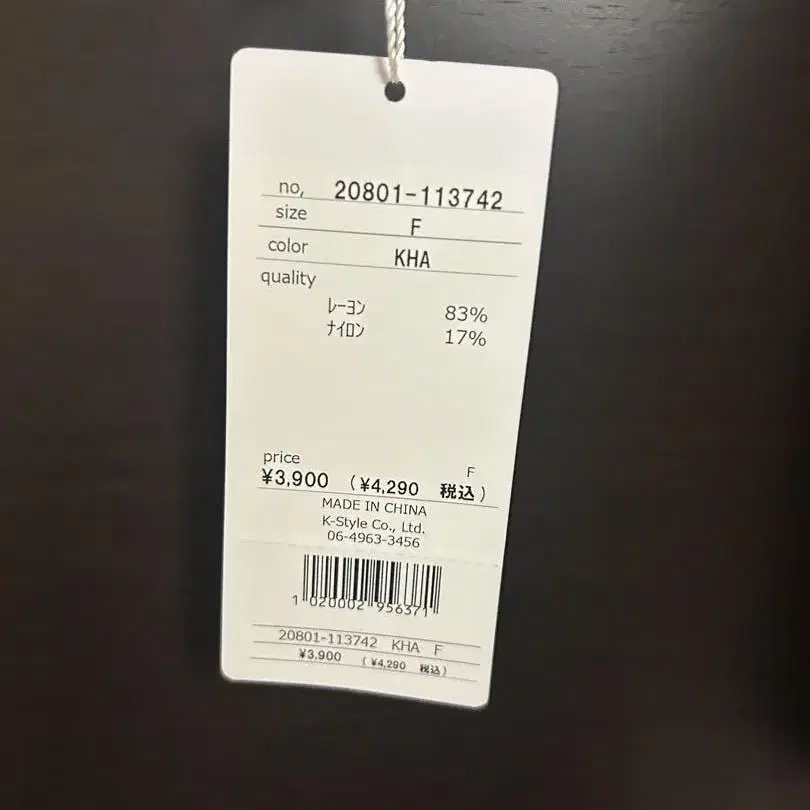 no, 20801-113742
size F
color KHA
quality
ﾚｰﾖﾝ 83%
ﾅｲﾛﾝ 17%
price F
¥3,900 (¥4,290 税込)
MADE IN CHINA
K-Style Co., Ltd.
06-4963-3456
1 020002 956371
20801-113742 KHA F
¥3,900 (¥4,290 税込)